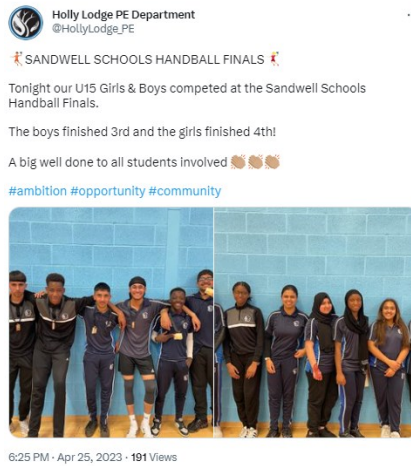 Holly Lodge PE Department
@HollyLodge_PE
SANDWELL SCHOOLS HANDBALL FINALS
Tonight our U15 Girls & Boys competed at the Sandwell Schools
Handball Finals.
The boys finished 3rd and the girls finished 4th!
A big well done to all students involved 👏🏽👏🏽👏🏽
#ambition #opportunity #community
6:25 PM · Apr 25, 2023 · 191 Views